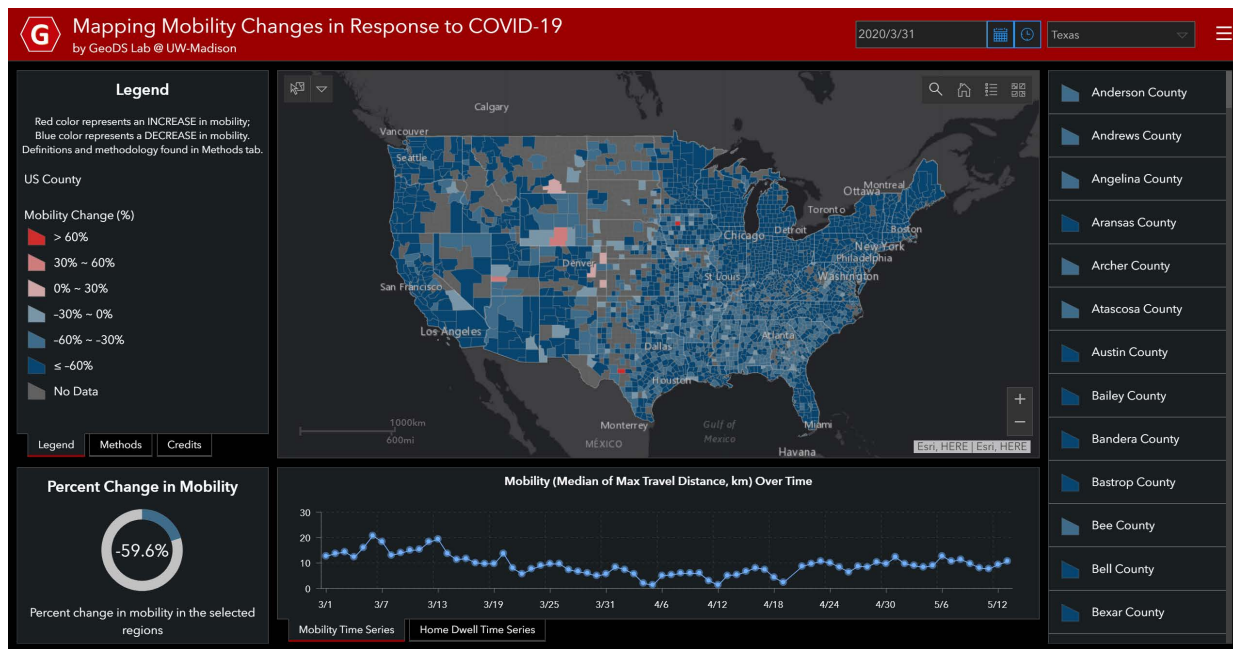 G
Mapping Mobility Changes in Response to COVID-19
by GeoDS Lab @ UW-Madison
2020/3/31
Texas
Legend
Red color represents an INCREASE in mobility;
Blue color represents a DECREASE in mobility.
Definitions and methodology found in Methods tab.
US County
Mobility Change (%)
> 60%
30% ~ 60%
0% ~ 30%
-30% ~ 0%
-60% ~ -30%
≤ -60%
No Data
Legend
Methods
Credits
Calgary
Vancouver
Seattle
Montreal
Ottawa
Toronto
Boston
Chicago
Detroit
New York
Philadelphia
Denver
St Louis
Washington
San Francisco
Los Angeles
Atlanta
Dallas
Houston
1000km
600mi
Monterrey
Gulf of
Mexico
Miami
MÉXICO
Havana
Esri, HERE | Esri, HERE
+
−
Anderson County
Andrews County
Angelina County
Aransas County
Archer County
Atascosa County
Austin County
Bailey County
Bandera County
Bastrop County
Bee County
Bell County
Bexar County
Percent Change in Mobility
-59.6%
Percent change in mobility in the selected
regions
Mobility (Median of Max Travel Distance, km) Over Time
30
20
10
0
3/1
3/7
3/13
3/19
3/25
3/31
4/6
4/12
4/18
4/24
4/30
5/6
5/12
Mobility Time Series
Home Dwell Time Series